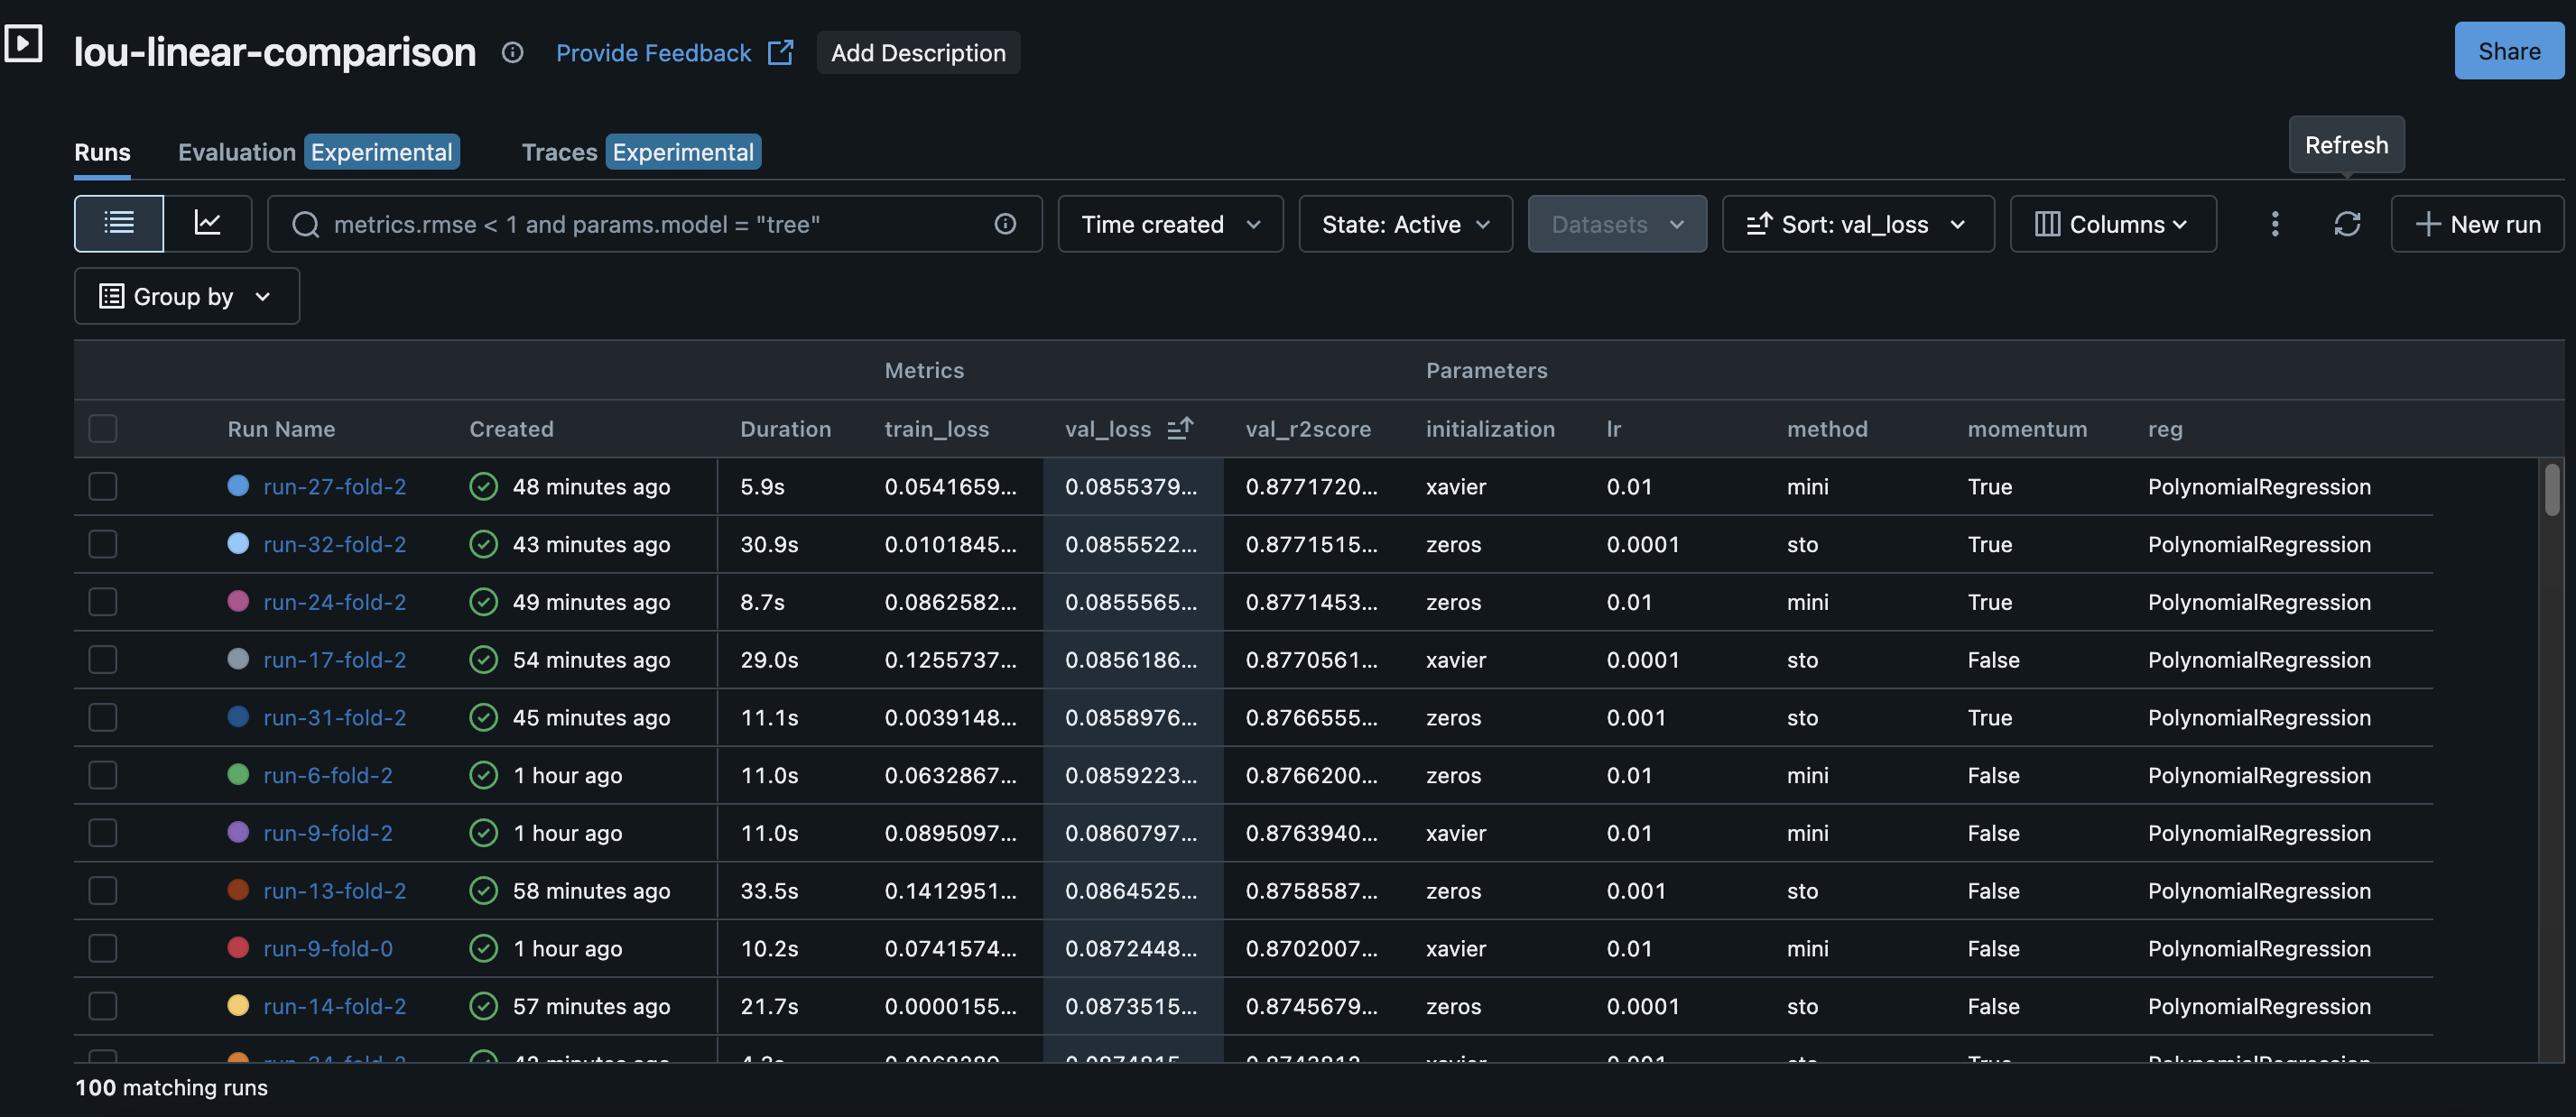 lou-linear-comparison Provide Feedback Add Description Share
Refresh
Runs Evaluation Experimental Traces Experimental
metrics.rmse < 1 and params.model = "tree" Time created State: Active Datasets Sort: val_loss Columns New run
Group by
Metrics Parameters
Run Name Created Duration train_loss val_loss val_r2score initialization lr method momentum reg
run-27-fold-2 48 minutes ago 5.9s 0.0541659... 0.0855379... 0.8771720... xavier 0.01 mini True PolynomialRegression
run-32-fold-2 43 minutes ago 30.9s 0.0101845... 0.0855522... 0.8771515... zeros 0.0001 sto True PolynomialRegression
run-24-fold-2 49 minutes ago 8.7s 0.0862582... 0.0855565... 0.8771453... zeros 0.01 mini True PolynomialRegression
run-17-fold-2 54 minutes ago 29.0s 0.1255737... 0.0856186... 0.8770561... xavier 0.0001 sto False PolynomialRegression
run-31-fold-2 45 minutes ago 11.1s 0.0039148... 0.0858976... 0.8766555... zeros 0.001 sto True PolynomialRegression
run-6-fold-2 1 hour ago 11.0s 0.0632867... 0.0859223... 0.8766200... zeros 0.01 mini False PolynomialRegression
run-9-fold-2 1 hour ago 11.0s 0.0895097... 0.0860797... 0.8763940... xavier 0.01 mini False PolynomialRegression
run-13-fold-2 58 minutes ago 33.5s 0.1412951... 0.0864525... 0.8758587... zeros 0.001 sto False PolynomialRegression
run-9-fold-0 1 hour ago 10.2s 0.0741574... 0.0872448... 0.8702007... xavier 0.01 mini False PolynomialRegression
run-14-fold-2 57 minutes ago 21.7s 0.0000155... 0.0873515... 0.8745679... zeros 0.0001 sto False PolynomialRegression
100 matching runs